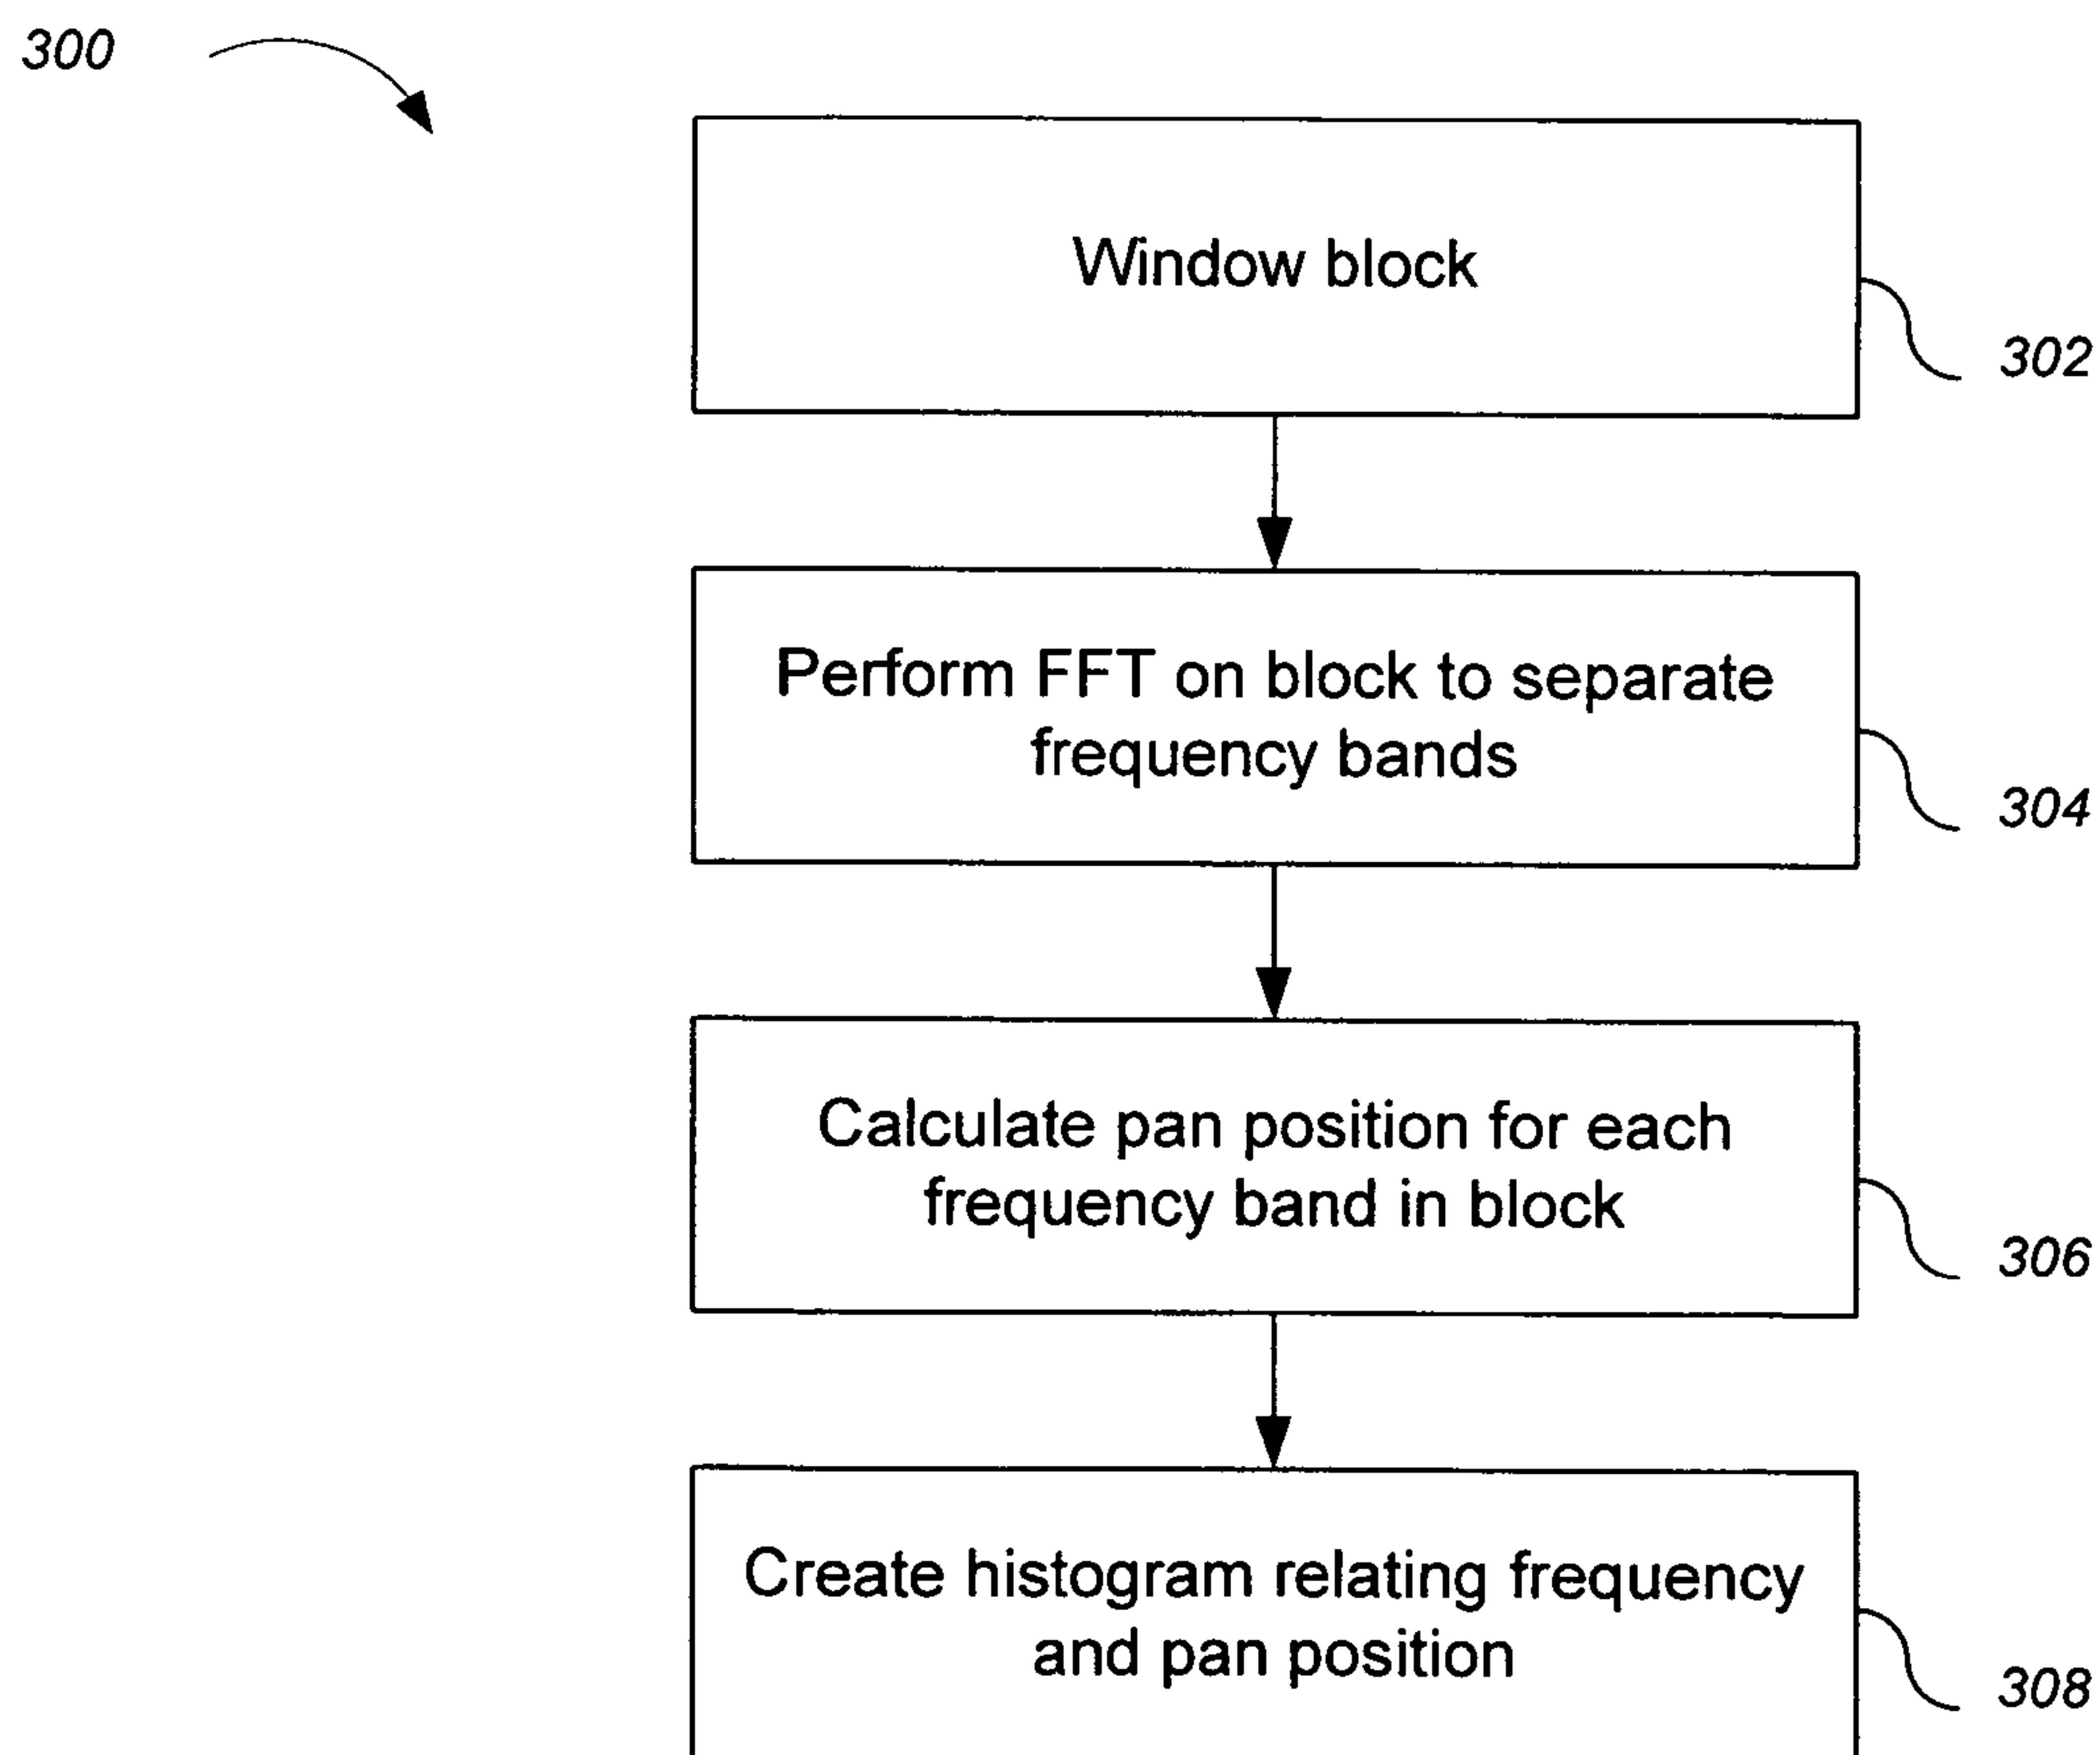 300
Window block
302
Perform FFT on block to separate
frequency bands
304
Calculate pan position for each
frequency band in block
306
Create histogram relating frequency
and pan position
308